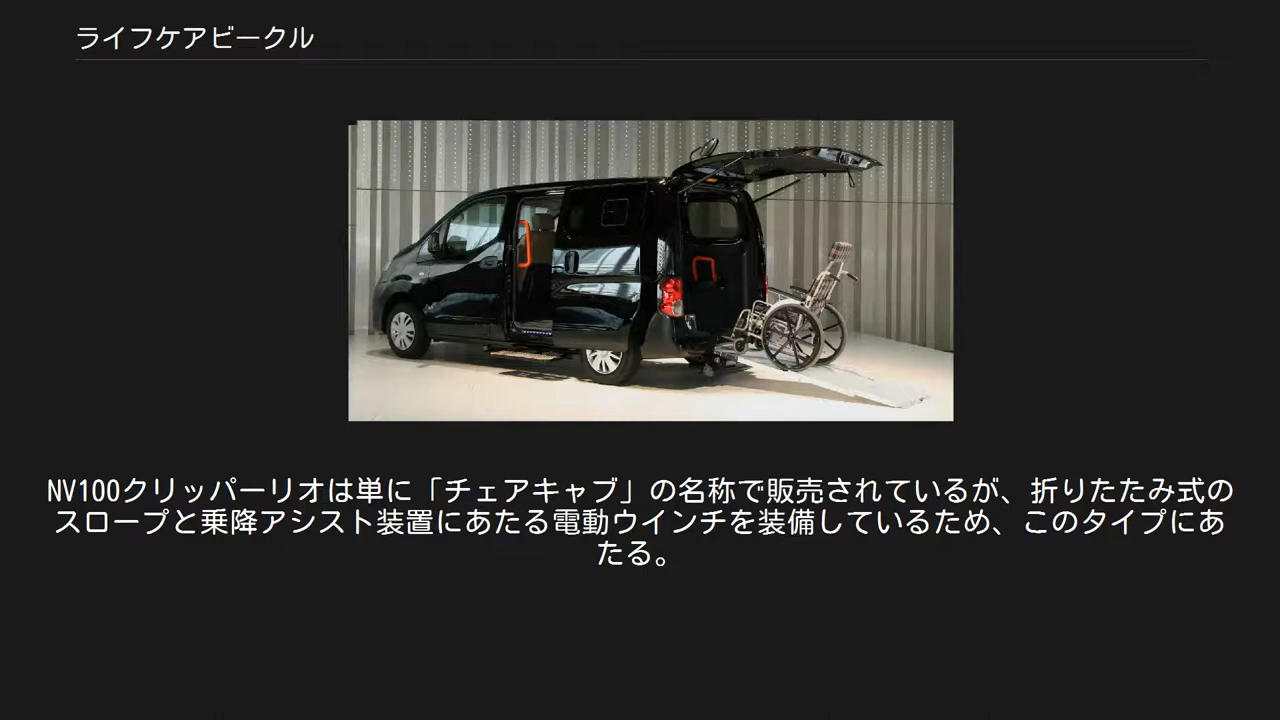 ライフケアビークル
NV100クリッパーリオは単に「チェアキャブ」の名称で販売されているが、折りたたみ式の
スロープと乗降アシスト装置にあたる電動ウインチを装備しているため、このタイプにあ
たる。